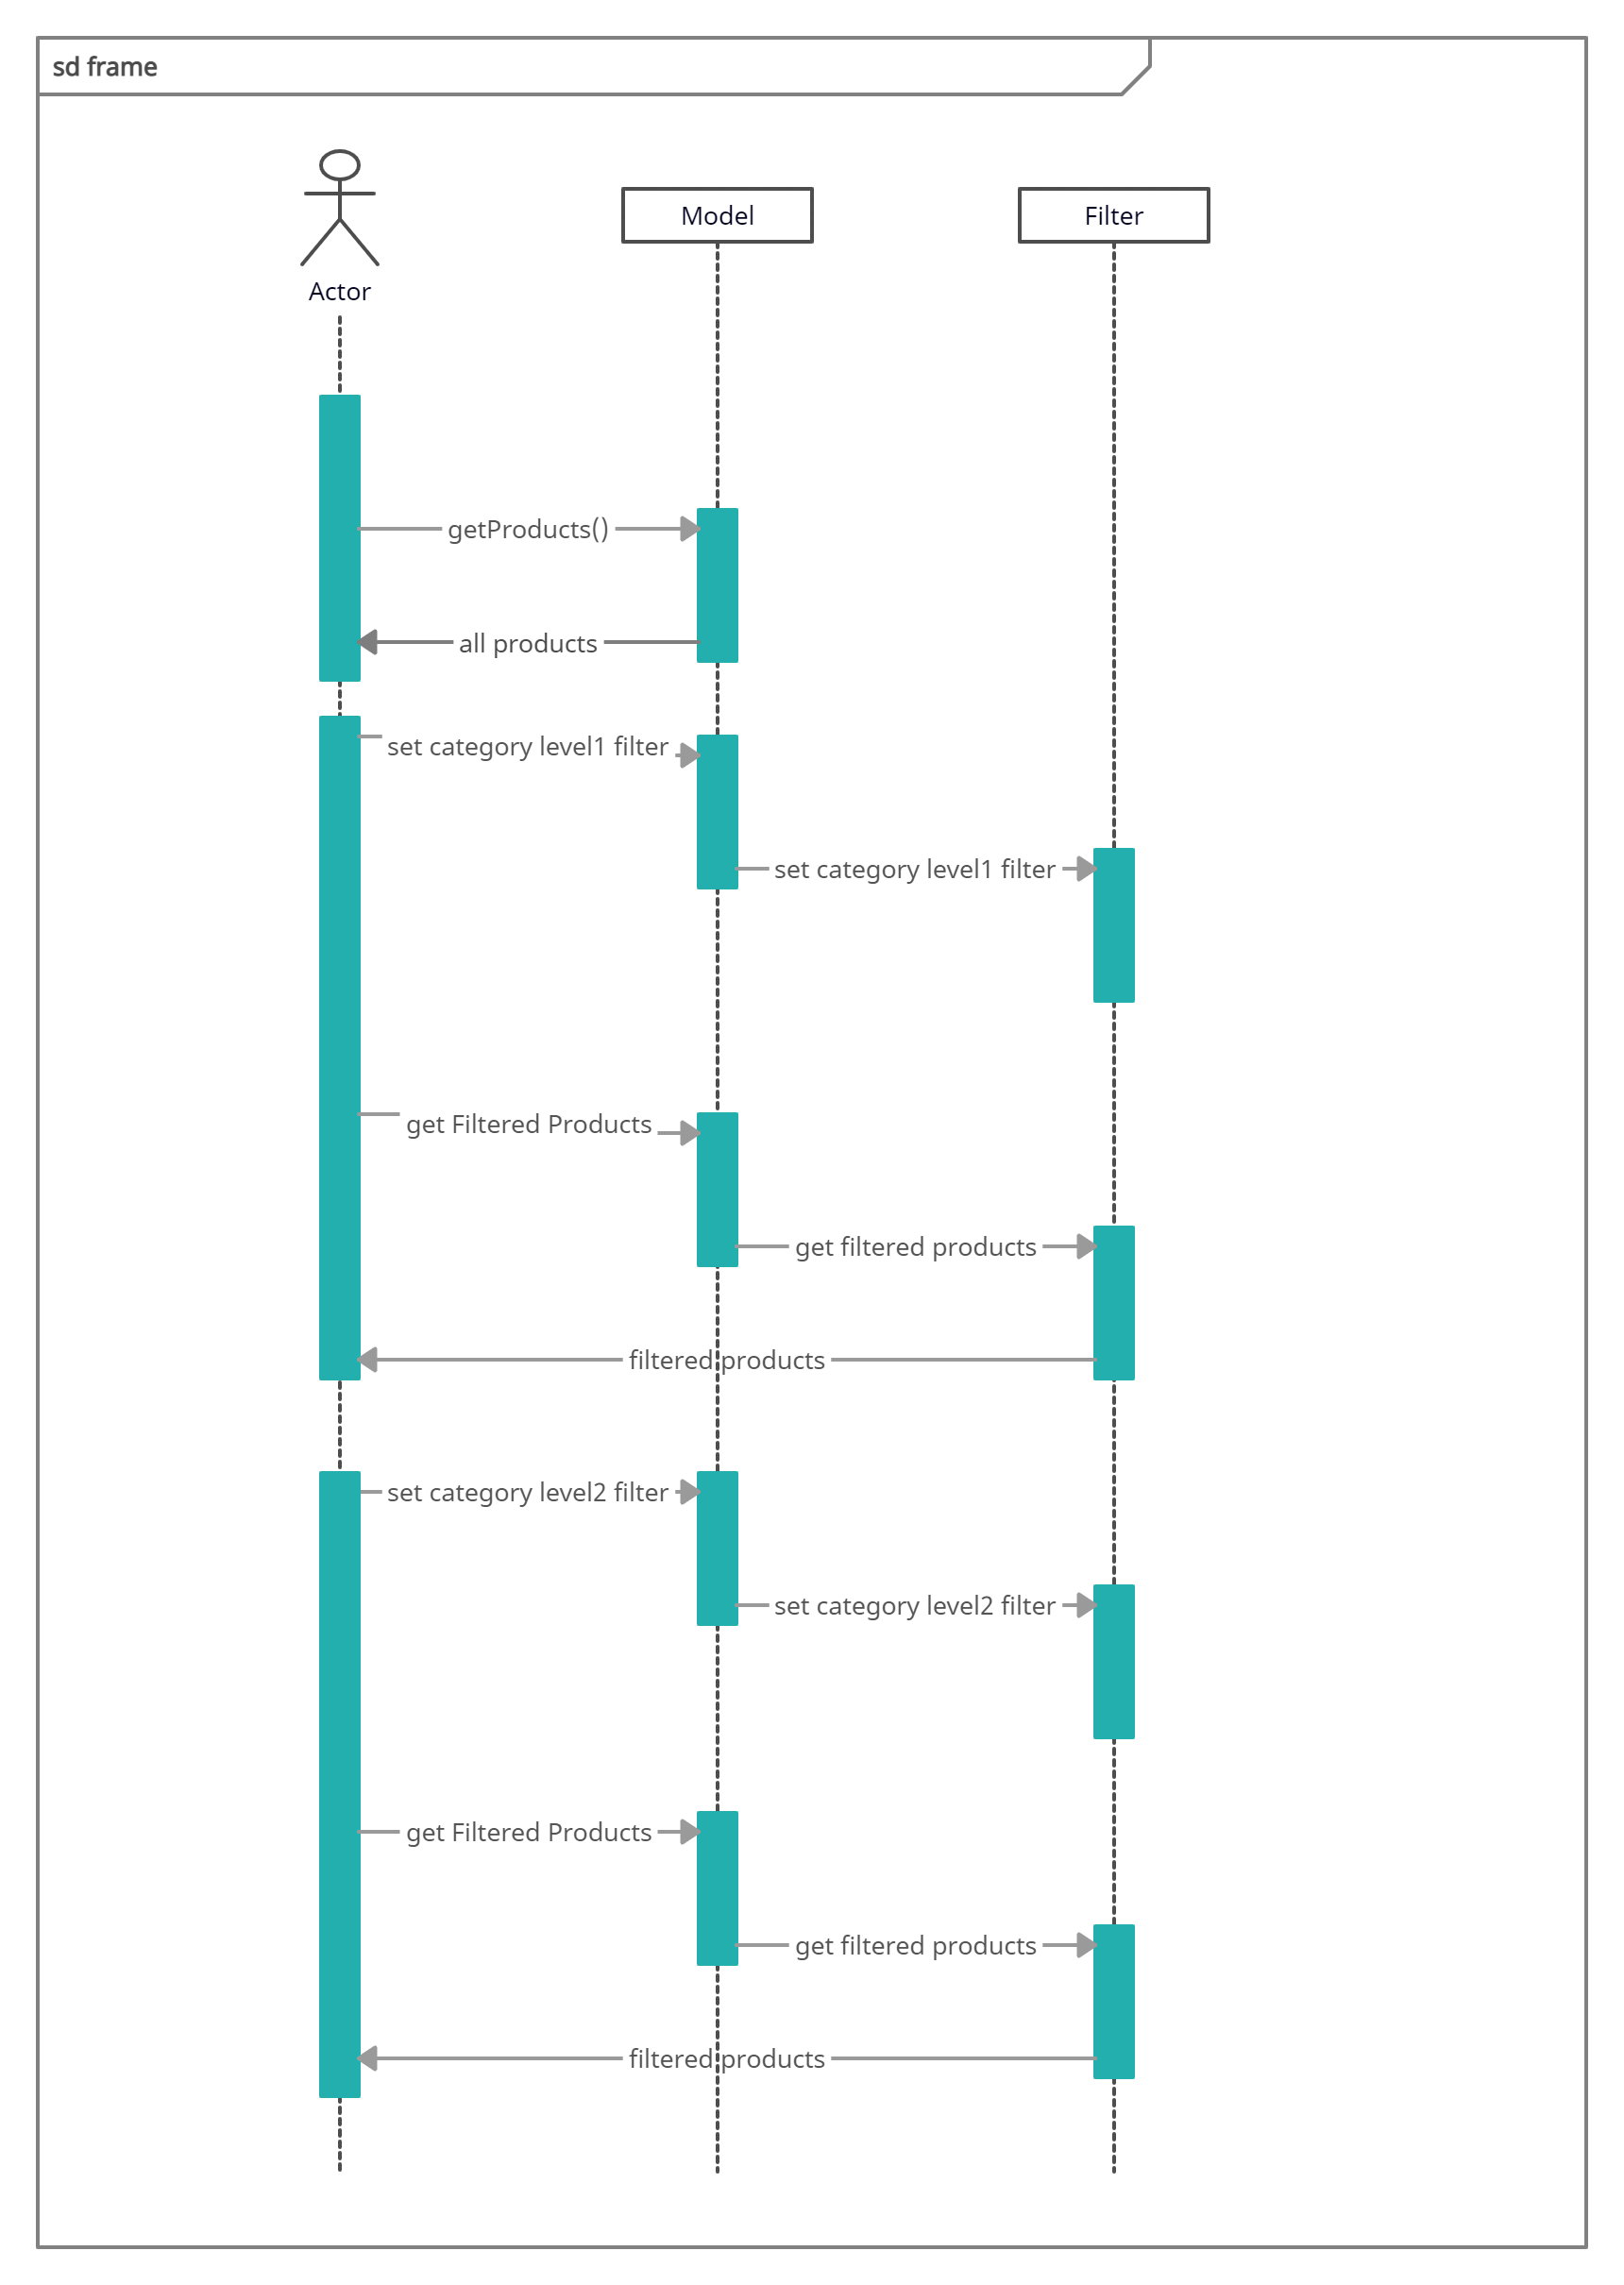 sd frame
Model
Filter
Actor
getProducts()
all products
set category level1 filter
set category level1 filter
get Filtered Products
get filtered products
filtered products
set category level2 filter
set category level2 filter
get Filtered Products
get filtered products
filtered products